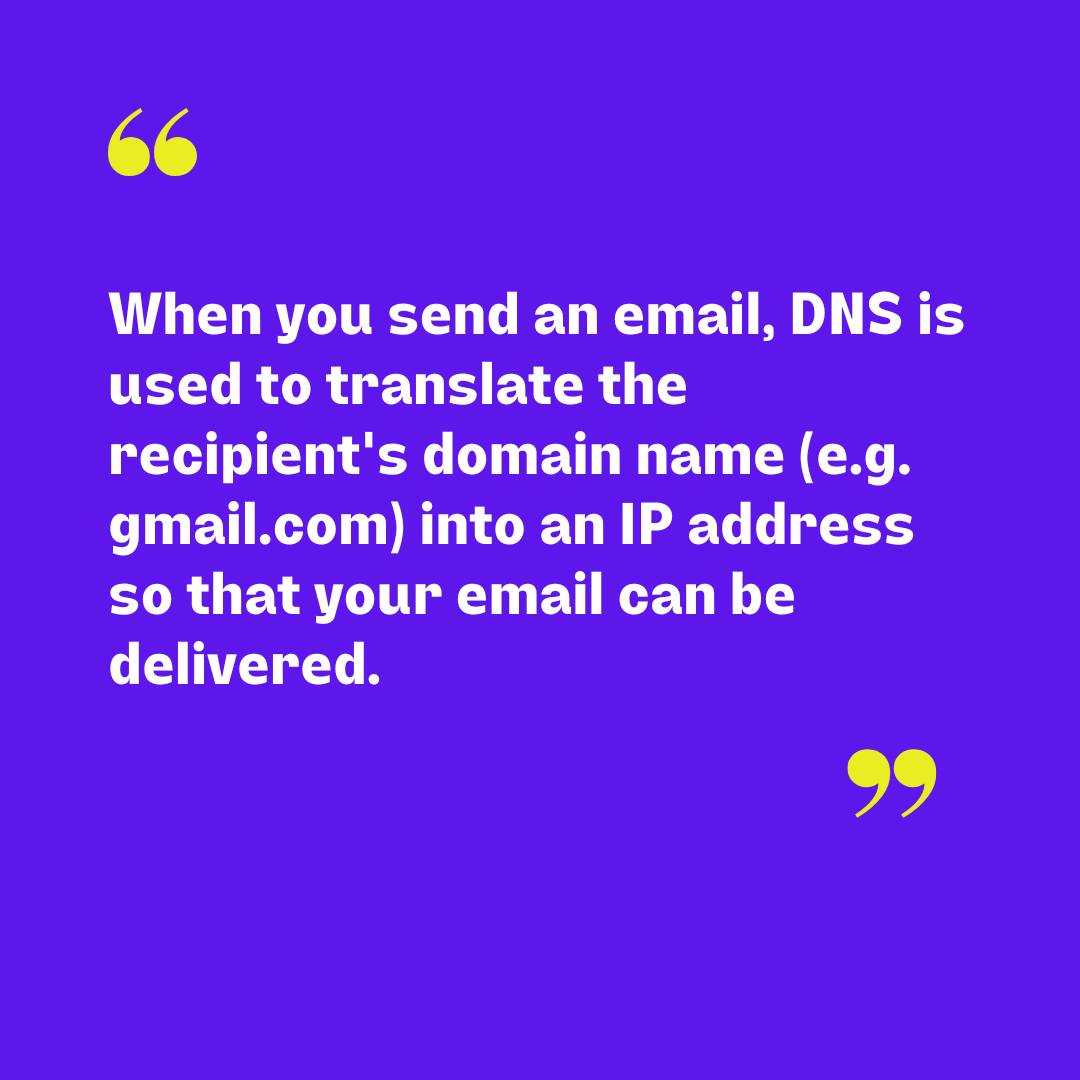 “
When you send an email, DNS is
used to translate the
recipient's domain name (e.g.
gmail.com) into an IP address
so that your email can be
delivered.
”